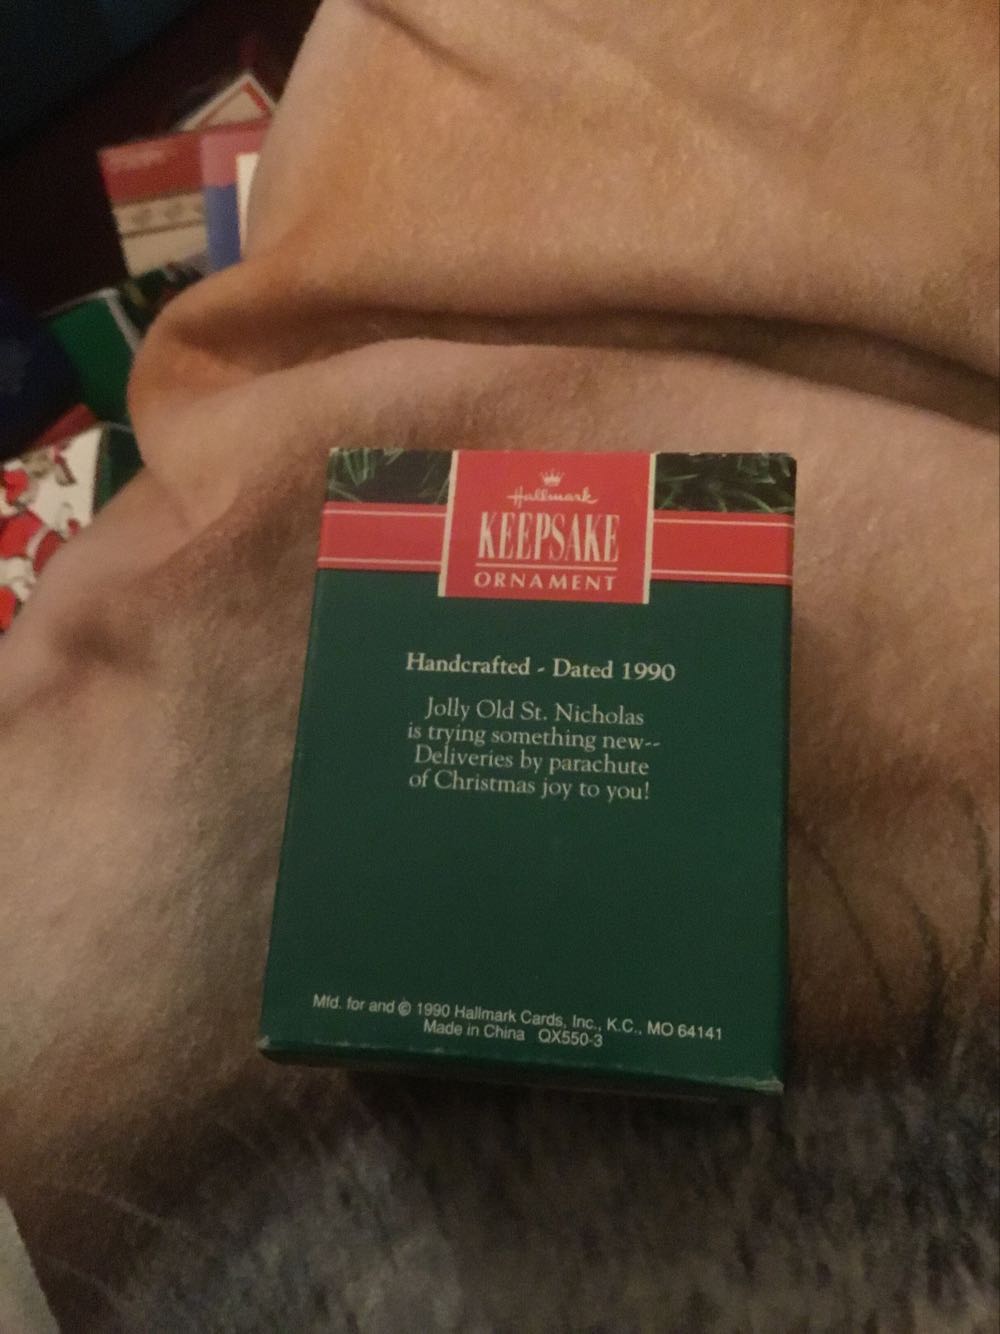 Hallmark
KEEPSAKE
ORNAMENT
Handcrafted - Dated 1990
Jolly Old St. Nicholas
is trying something new--
Deliveries by parachute
of Christmas joy to you!
Mfd. for and © 1990 Hallmark Cards, Inc., K.C., MO 64141
Made in China QX550-3